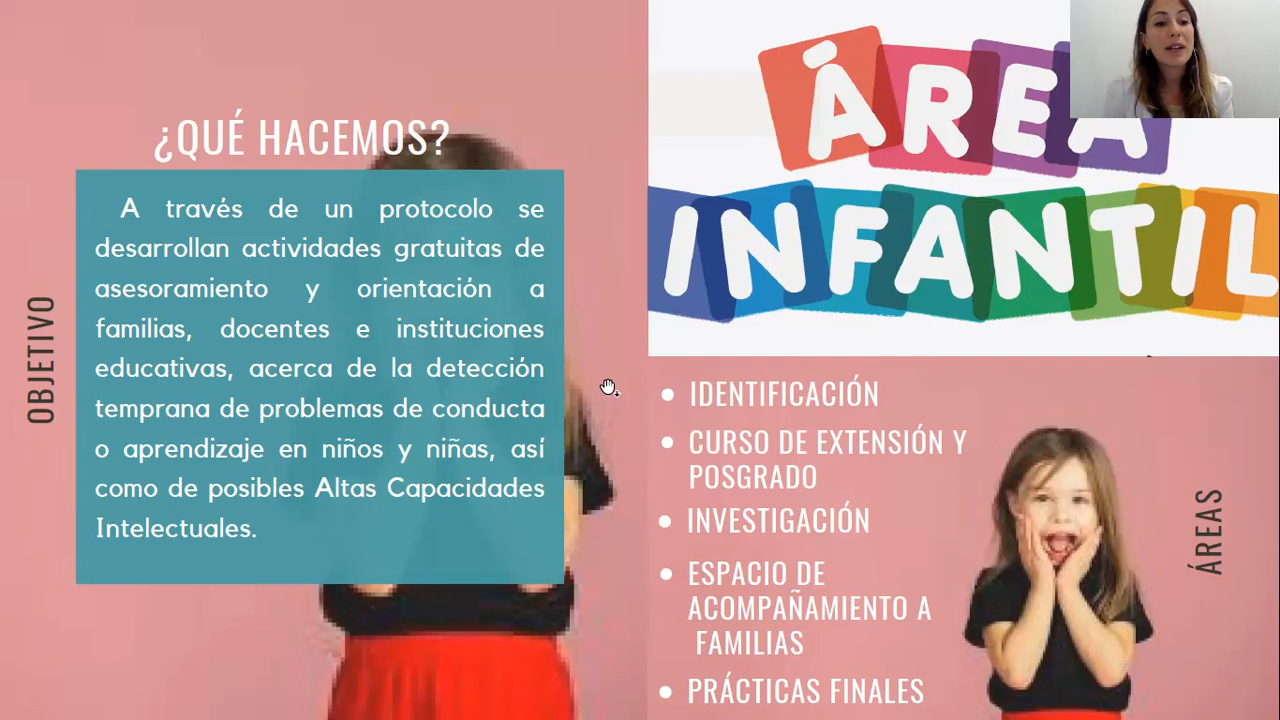 ¿QUÉ HACEMOS?
OBJETIVO
A través de un protocolo se
desarrollan actividades gratuitas de
asesoramiento y orientación a
familias, docentes e instituciones
educativas, acerca de la detección
temprana de problemas de conducta
o aprendizaje en niños y niñas, así
como de posibles Altas Capacidades
Intelectuales.
ÁREA
INFANTIL
• IDENTIFICACIÓN
• CURSO DE EXTENSIÓN Y
POSGRADO
• INVESTIGACIÓN
• ESPACIO DE
ACOMPAÑAMIENTO A
FAMILIAS
• PRÁCTICAS FINALES
ÁREAS